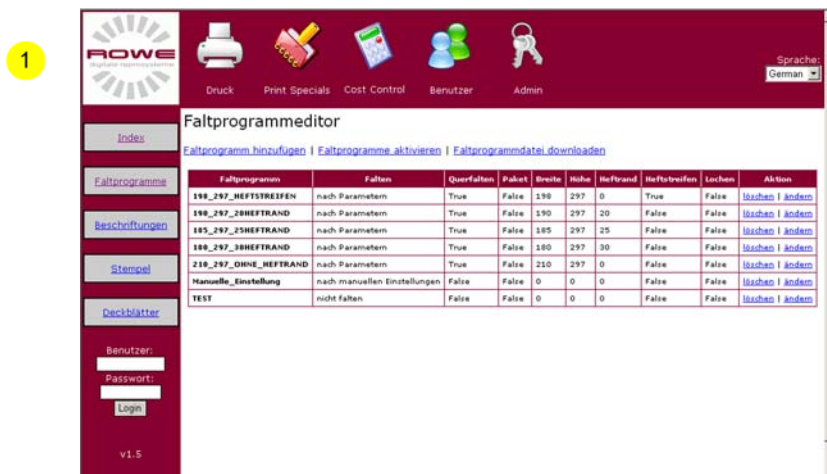 1
ROWE
digitale reprosysteme
Druck
Print Specials
Cost Control
Benutzer
Admin
Sprache:
German
Index
Faltprogramme
Beschriftungen
Stempel
Deckblätter
Benutzer:
Passwort:
Login
v1.5
Faltprogrammeditor
Faltprogramm hinzufügen | Faltprogramme aktivieren | Faltprogrammdatei downloaden
Faltprogramm Falten Querfalten Paket Breite Höhe Heftrand Heftstreifen Lochen Aktion
198_297_HEFTSTREIFEN nach Parametern True False 198 297 0 True False löschen | ändern
190_297_20HEFTRAND nach Parametern True False 190 297 20 False False löschen | ändern
185_297_25HEFTRAND nach Parametern True False 185 297 25 False False löschen | ändern
180_297_30HEFTRAND nach Parametern True False 180 297 30 False False löschen | ändern
210_297_OHNE_HEFTRAND nach Parametern True False 210 297 0 False False löschen | ändern
Manuelle_Einstellung nach manuellen Einstellungen False False 0 0 0 False False löschen | ändern
TEST nicht falten False False 0 0 0 False False löschen | ändern